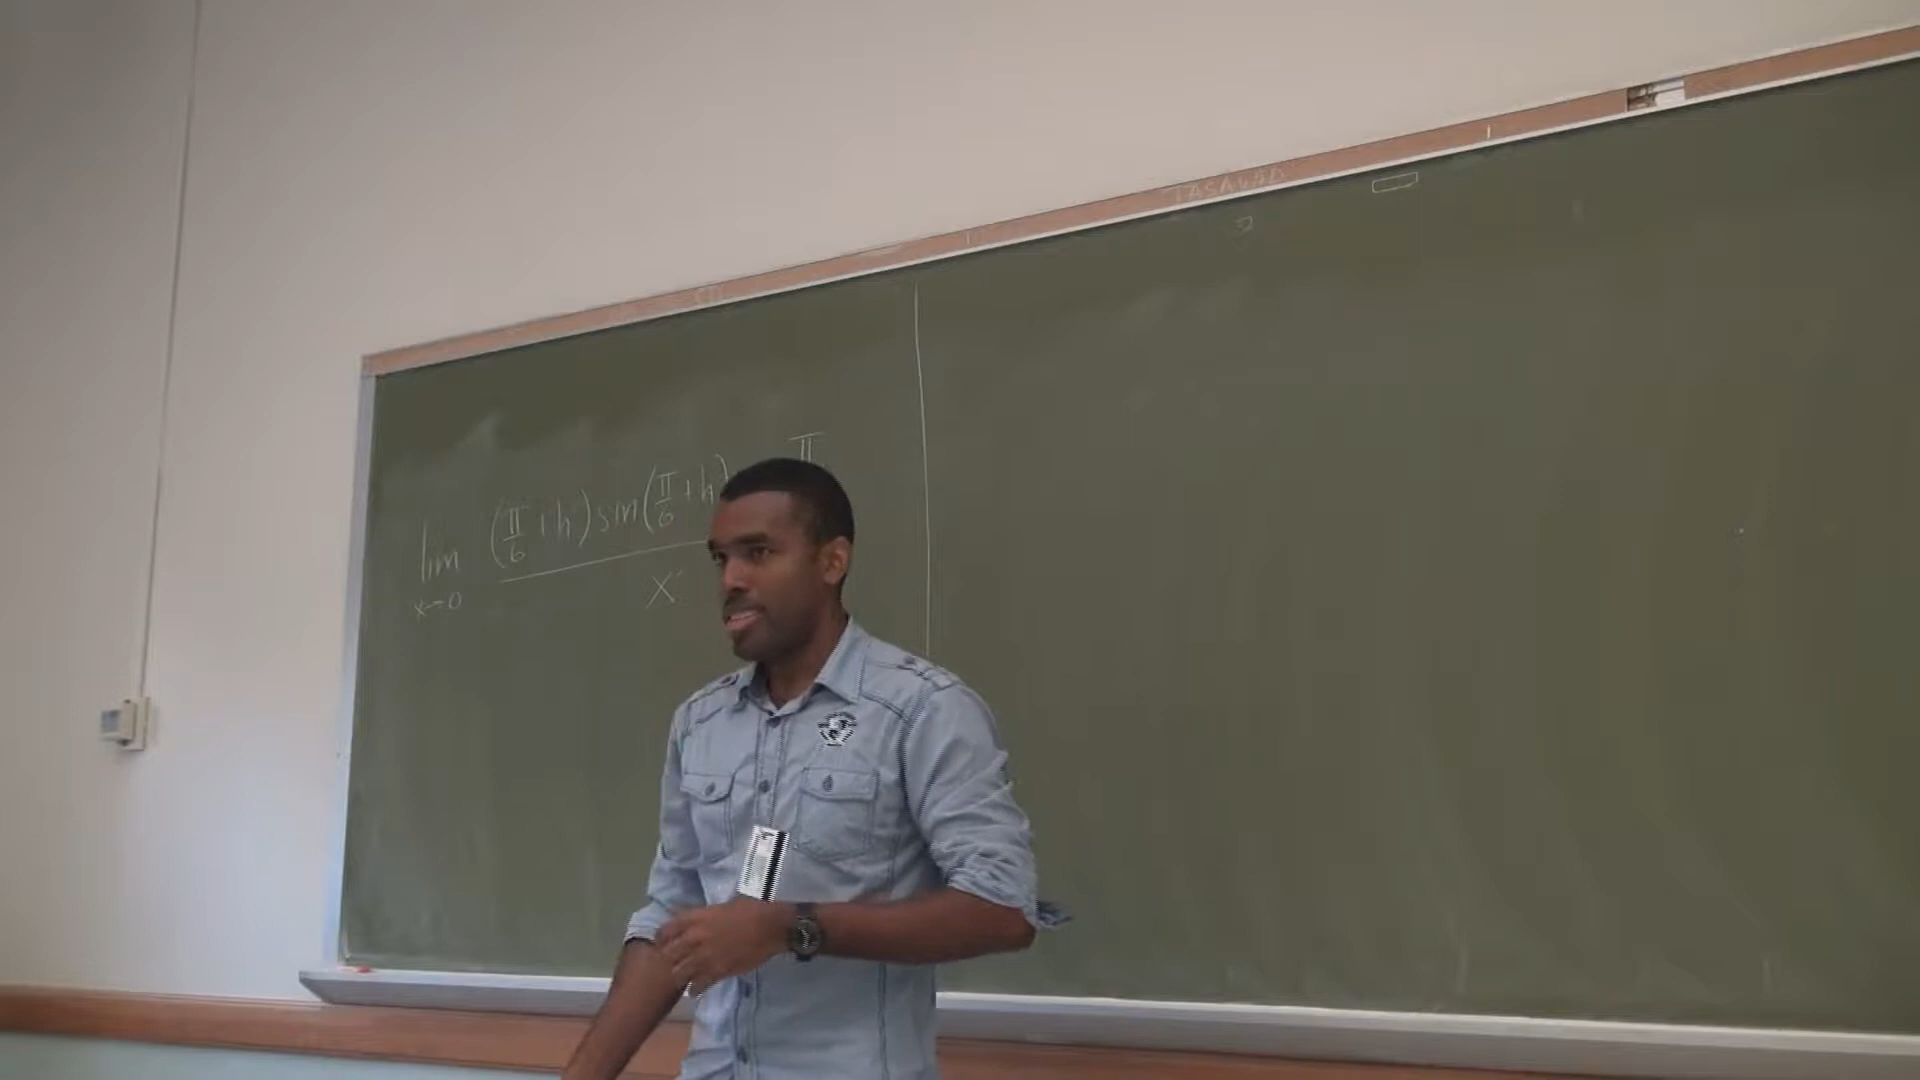 lim (π/6 + h) sin(π/6 + h) π
x→0 x